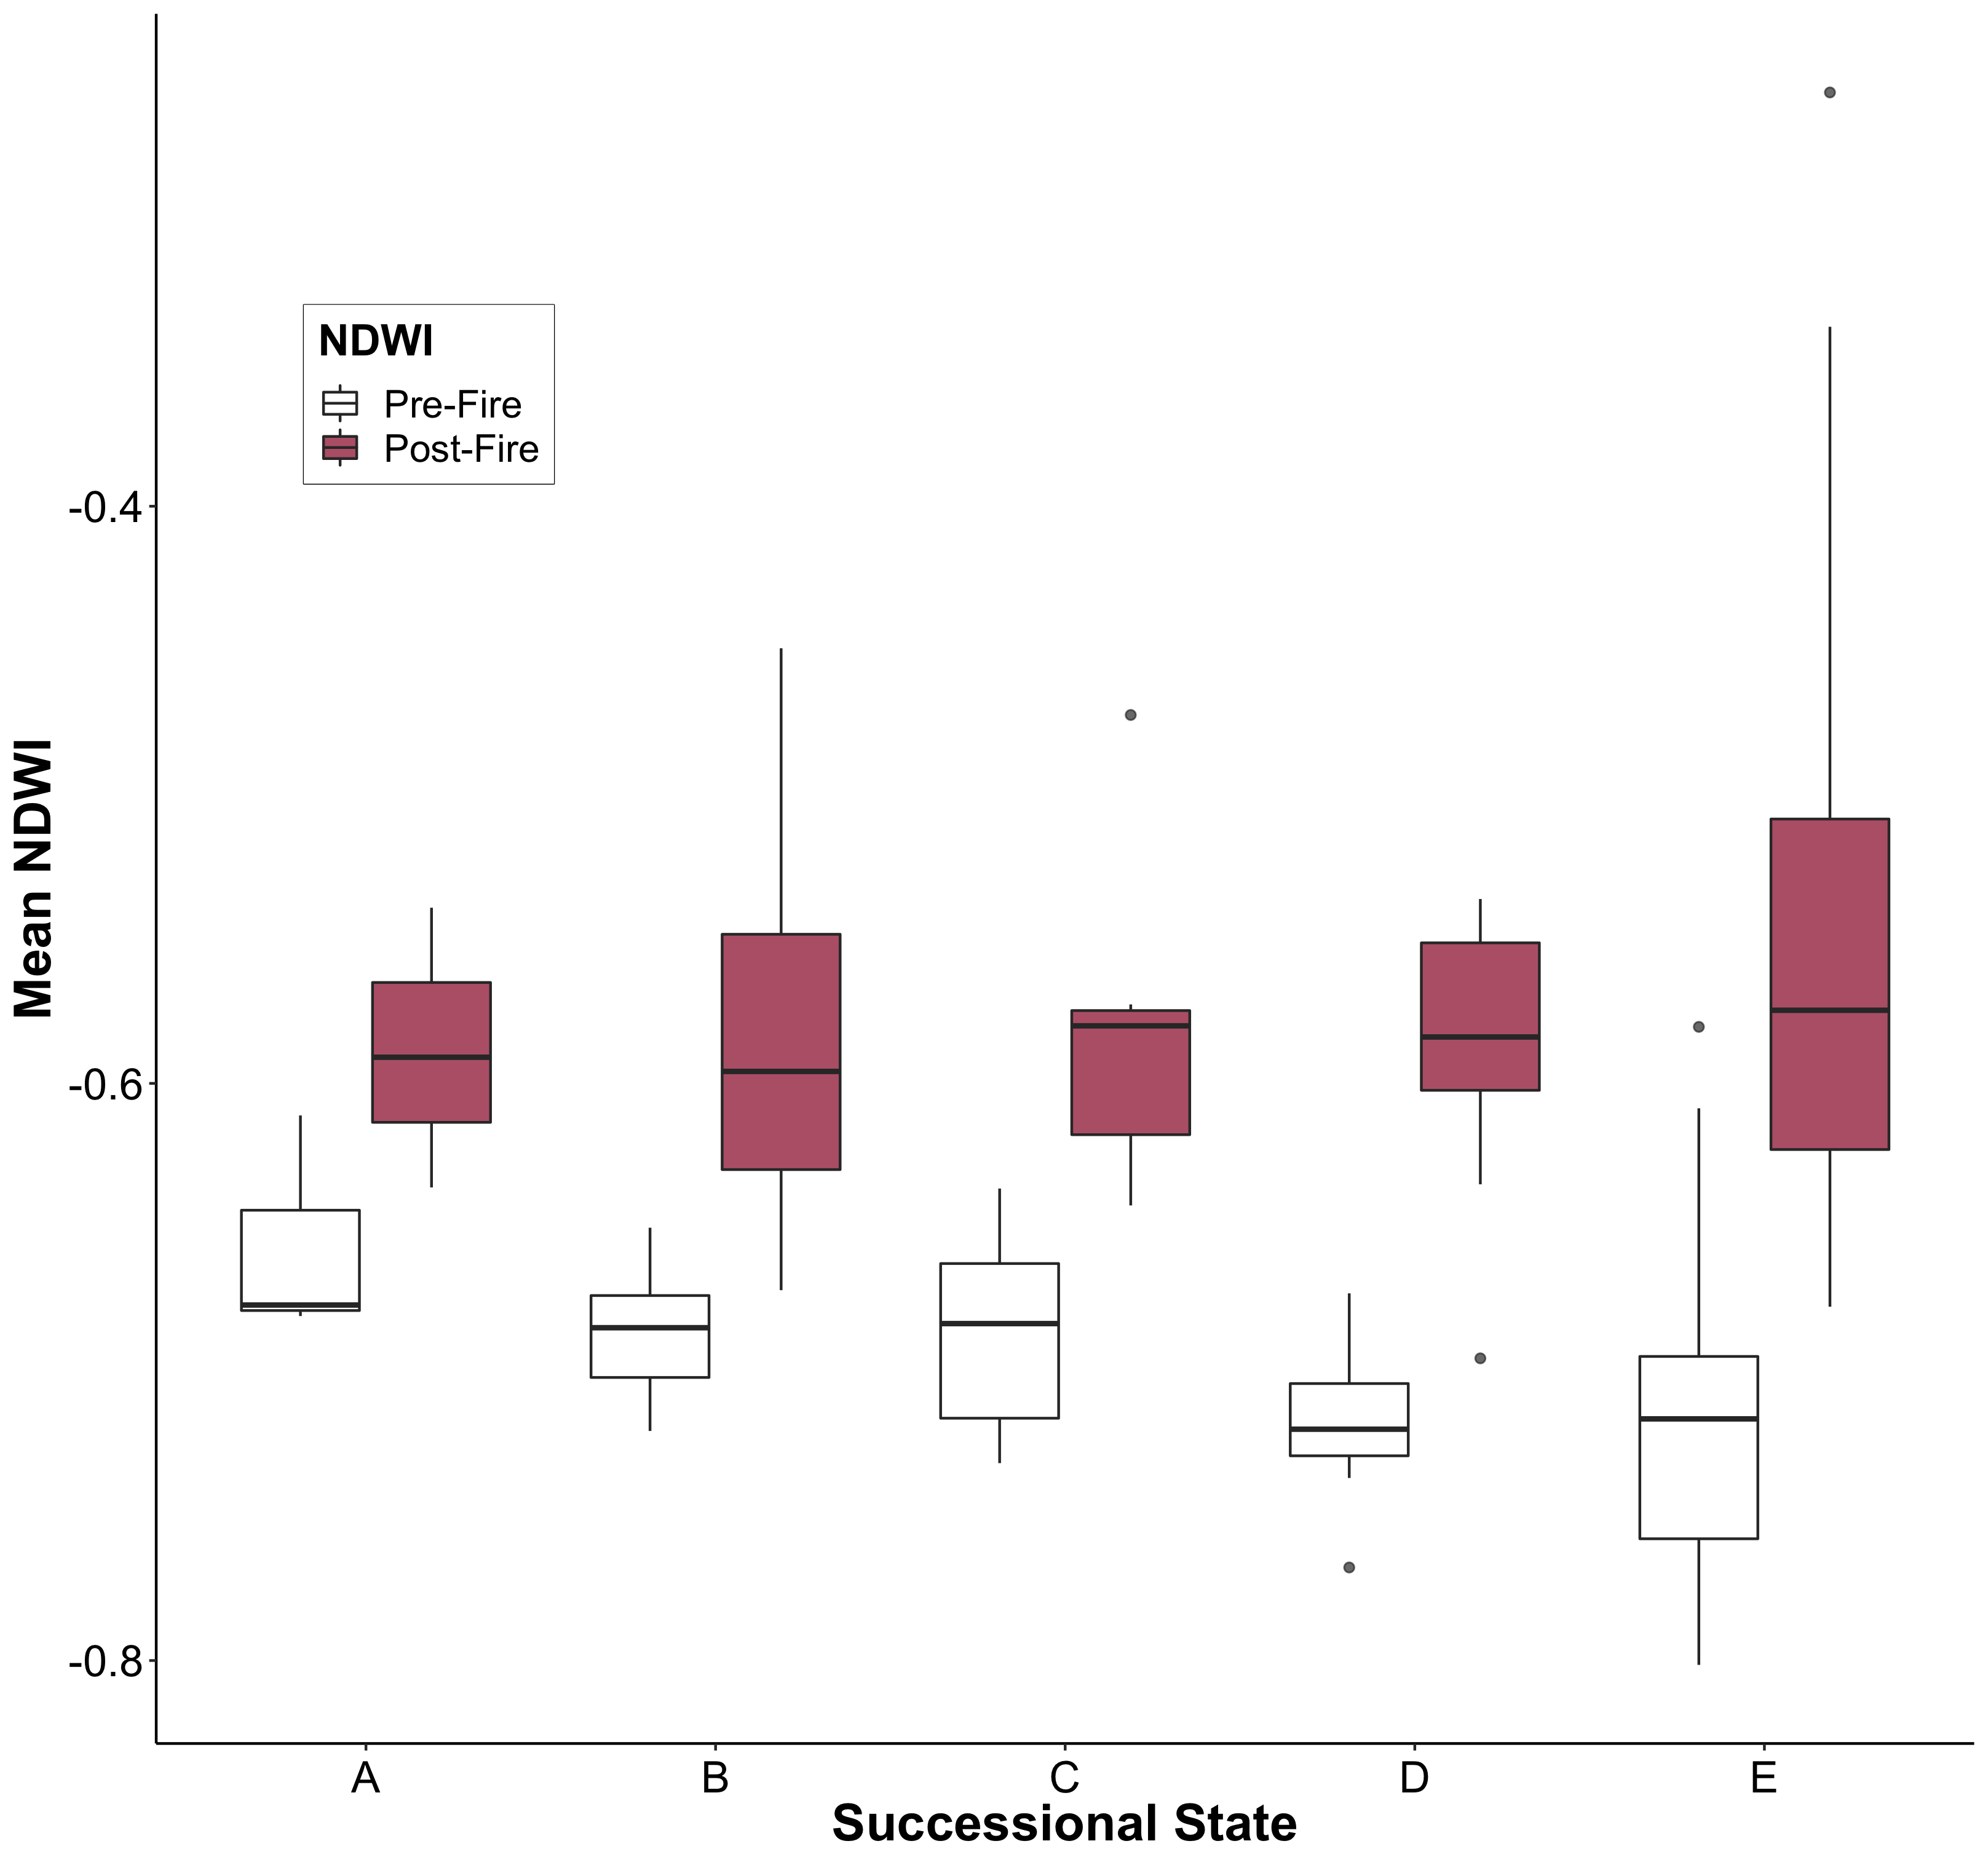 NDWI
Pre-Fire
Post-Fire
Mean NDWI
-0.4
-0.6
-0.8
A B C D E
Successional State